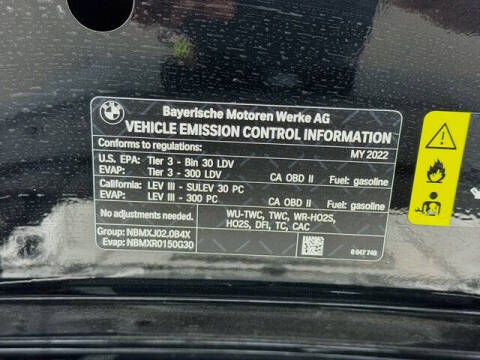 BMW
Bayerische Motoren Werke AG
VEHICLE EMISSION CONTROL INFORMATION
Conforms to regulations: MY 2022
U.S. EPA: Tier 3 - Bin 30 LDV
EVAP: Tier 3 - 300 LDV CA OBD II Fuel: gasoline
California: LEV III - SULEV 30 PC
EVAP: LEV III - 300 PC CA OBD II Fuel: gasoline
No adjustments needed. WU-TWC, TWC, WR-HO2S,
HO2S, DFI, TC, CAC
Group: NBMXJ02.0B4X
Evap: NBMXR0150G30